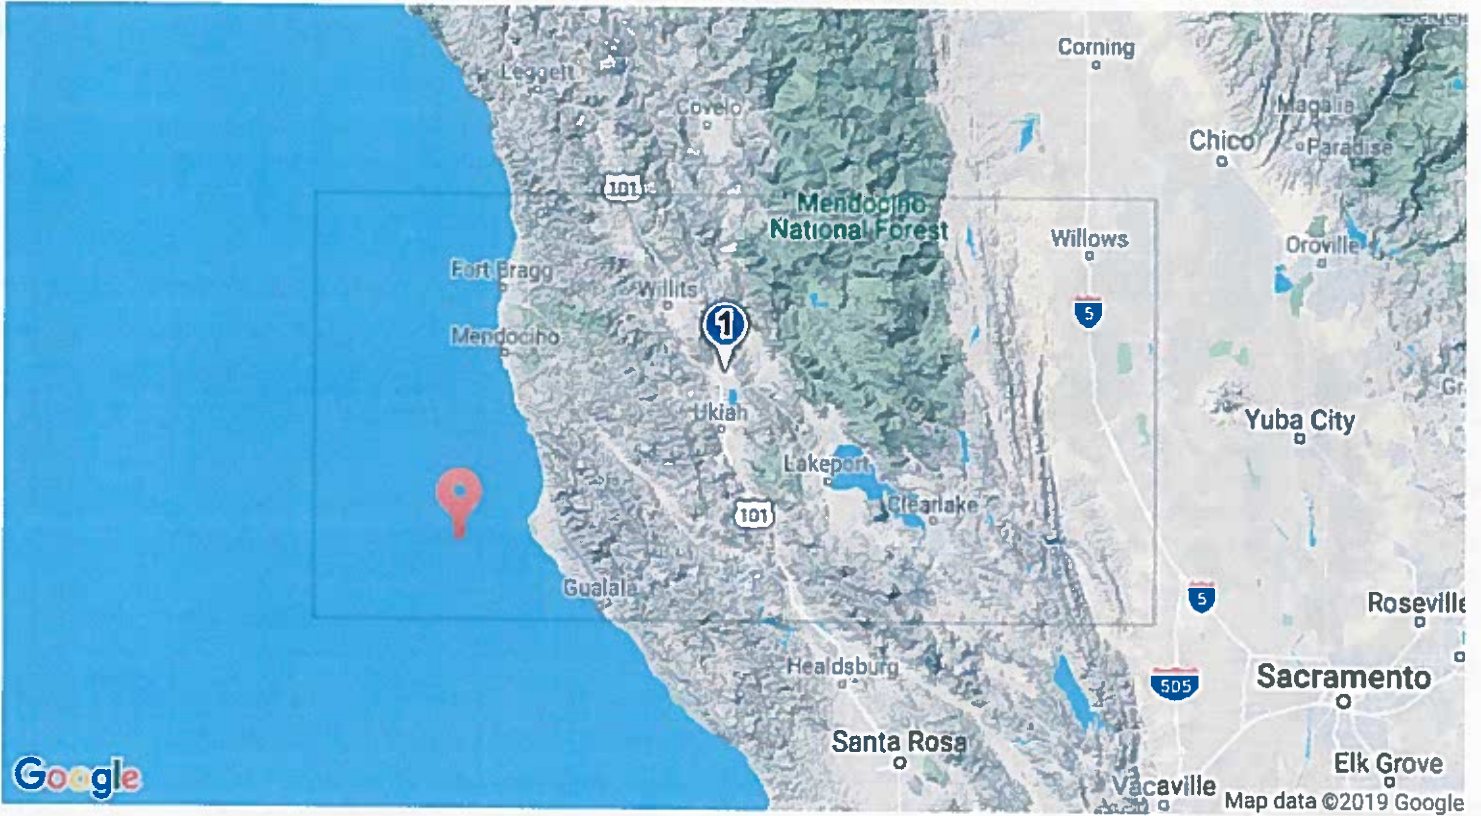 Corning
Leggett
Covelo
Magalia
Chico
Paradise
101
Mendocino
National Forest
Willows
Oroville
Fort Bragg
Willits
5
1
Mendocino
Ukiah
Yuba City
Lakeport
Clearlake
101
Gualala
5
Roseville
Healdsburg
505
Sacramento
Santa Rosa
Elk Grove
Google
Vacaville
Map data ©2019 Google